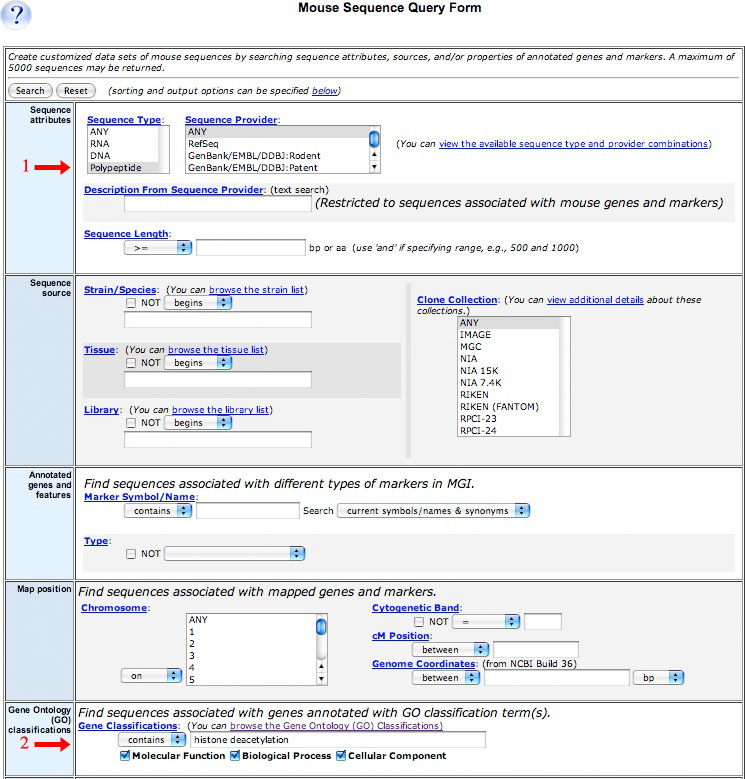 ?
Mouse Sequence Query Form
Create customized data sets of mouse sequences by searching sequence attributes, sources, and/or properties of annotated genes and markers. A maximum of
5000 sequences may be returned.
Search Reset (sorting and output options can be specified below)
Sequence
attributes
1
Sequence Type: Sequence Provider:
ANY ANY
RNA RefSeq
DNA GenBank/EMBL/DDBJ:Rodent
Polypeptide GenBank/EMBL/DDBJ:Patent
(You can view the available sequence type and provider combinations)
Description From Sequence Provider: (text search)
(Restricted to sequences associated with mouse genes and markers)
Sequence Length:
>= bp or aa (use 'and' if specifying range, e.g., 500 and 1000)
Sequence
source
Strain/Species: (You can browse the strain list)
NOT begins
Tissue: (You can browse the tissue list)
NOT begins
Library: (You can browse the library list)
NOT begins
Clone Collection: (You can view additional details about these
collections.)
ANY
IMAGE
MGC
NIA
NIA 15K
NIA 7.4K
RIKEN
RIKEN (FANTOM)
RPCI-23
RPCI-24
Annotated
genes and
features
Find sequences associated with different types of markers in MGI.
Marker Symbol/Name:
contains Search current symbols/names & synonyms
Type:
NOT
Map position
Find sequences associated with mapped genes and markers.
Chromosome:
on
ANY
1
2
3
4
5
Cytogenetic Band:
NOT =
cM Position:
between
Genome Coordinates: (from NCBI Build 36)
between bp
Gene Ontology
(GO)
classifications
2
Find sequences associated with genes annotated with GO classification term(s).
Gene Classifications: (You can browse the Gene Ontology (GO) Classifications)
contains histone deacetylation
Molecular Function Biological Process Cellular Component